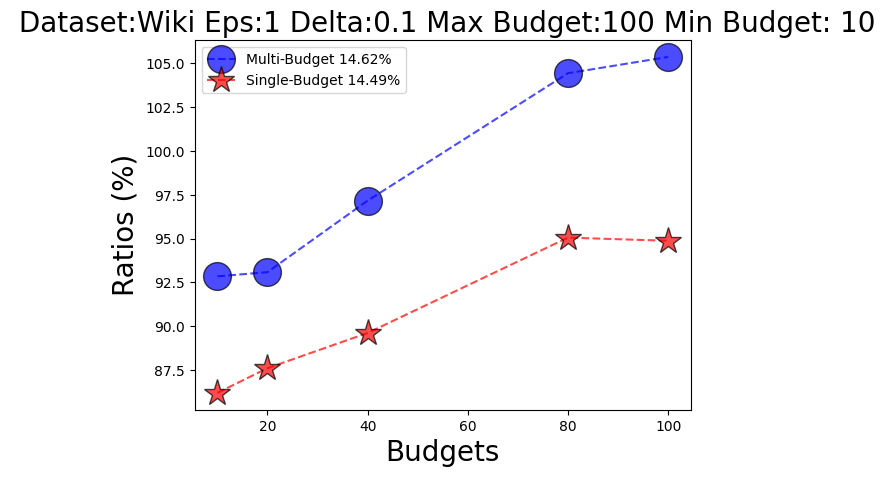 Dataset:Wiki Eps:1 Delta:0.1 Max Budget:100 Min Budget: 10
Multi-Budget 14.62%
Single-Budget 14.49%
105.0
102.5
100.0
97.5
95.0
92.5
90.0
87.5
Ratios (%)
20 40 60 80 100
Budgets